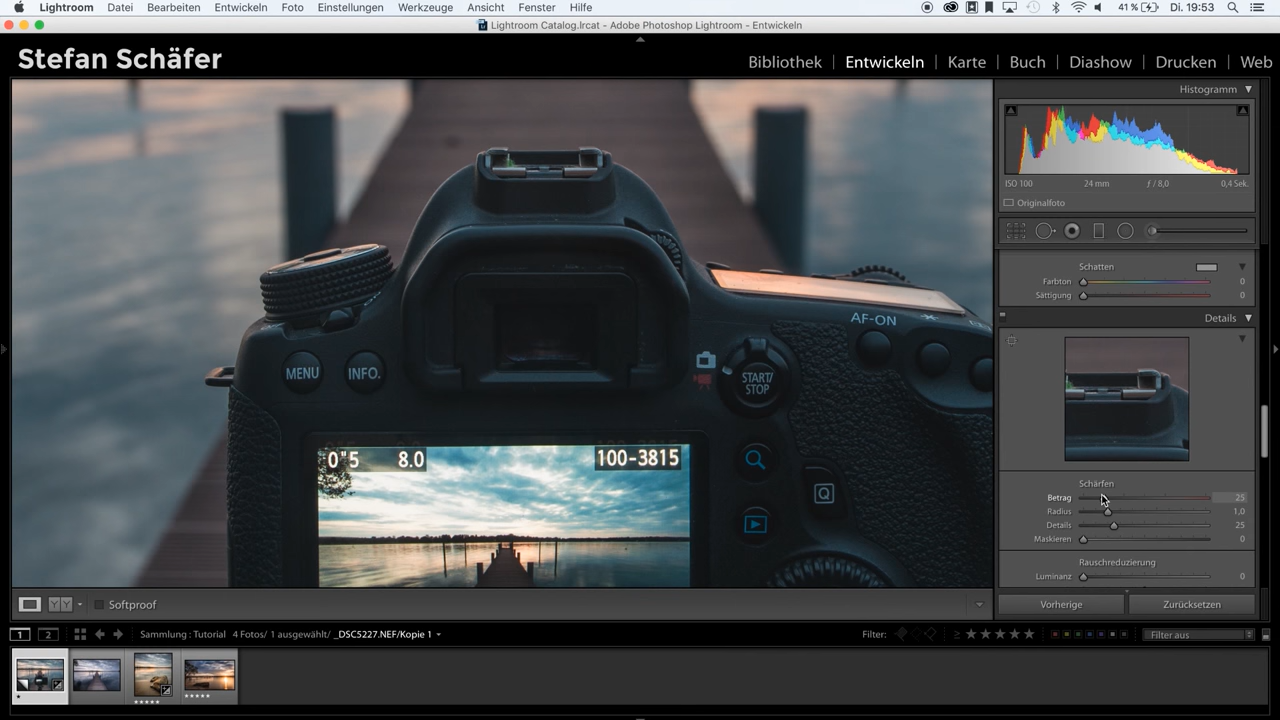 Lightroom Datei Bearbeiten Entwickeln Foto Einstellungen Werkzeuge Ansicht Fenster Hilfe 41 % Di. 19:53
Lightroom Catalog.lrcat - Adobe Photoshop Lightroom - Entwickeln
Stefan Schäfer
Bibliothek | Entwickeln | Karte | Buch | Diashow | Drucken | Web
Histogramm
ISO 100 24 mm ƒ / 8,0 0,4 Sek.
Originalfoto
Schatten
Farbton 0
Sättigung 0
Details
Schärfen
Betrag 25
Radius 1,0
Details 25
Maskieren 0
Rauschreduzierung
Luminanz 0
Vorherige Zurücksetzen
AF-ON
MENU INFO.
START/
STOP
0"5 8.0 100-3815
Q
YY Softproof
1 2 Sammlung : Tutorial 4 Fotos/ 1 ausgewählt/ _DSC5227.NEF/Kopie 1 Filter: Filter aus